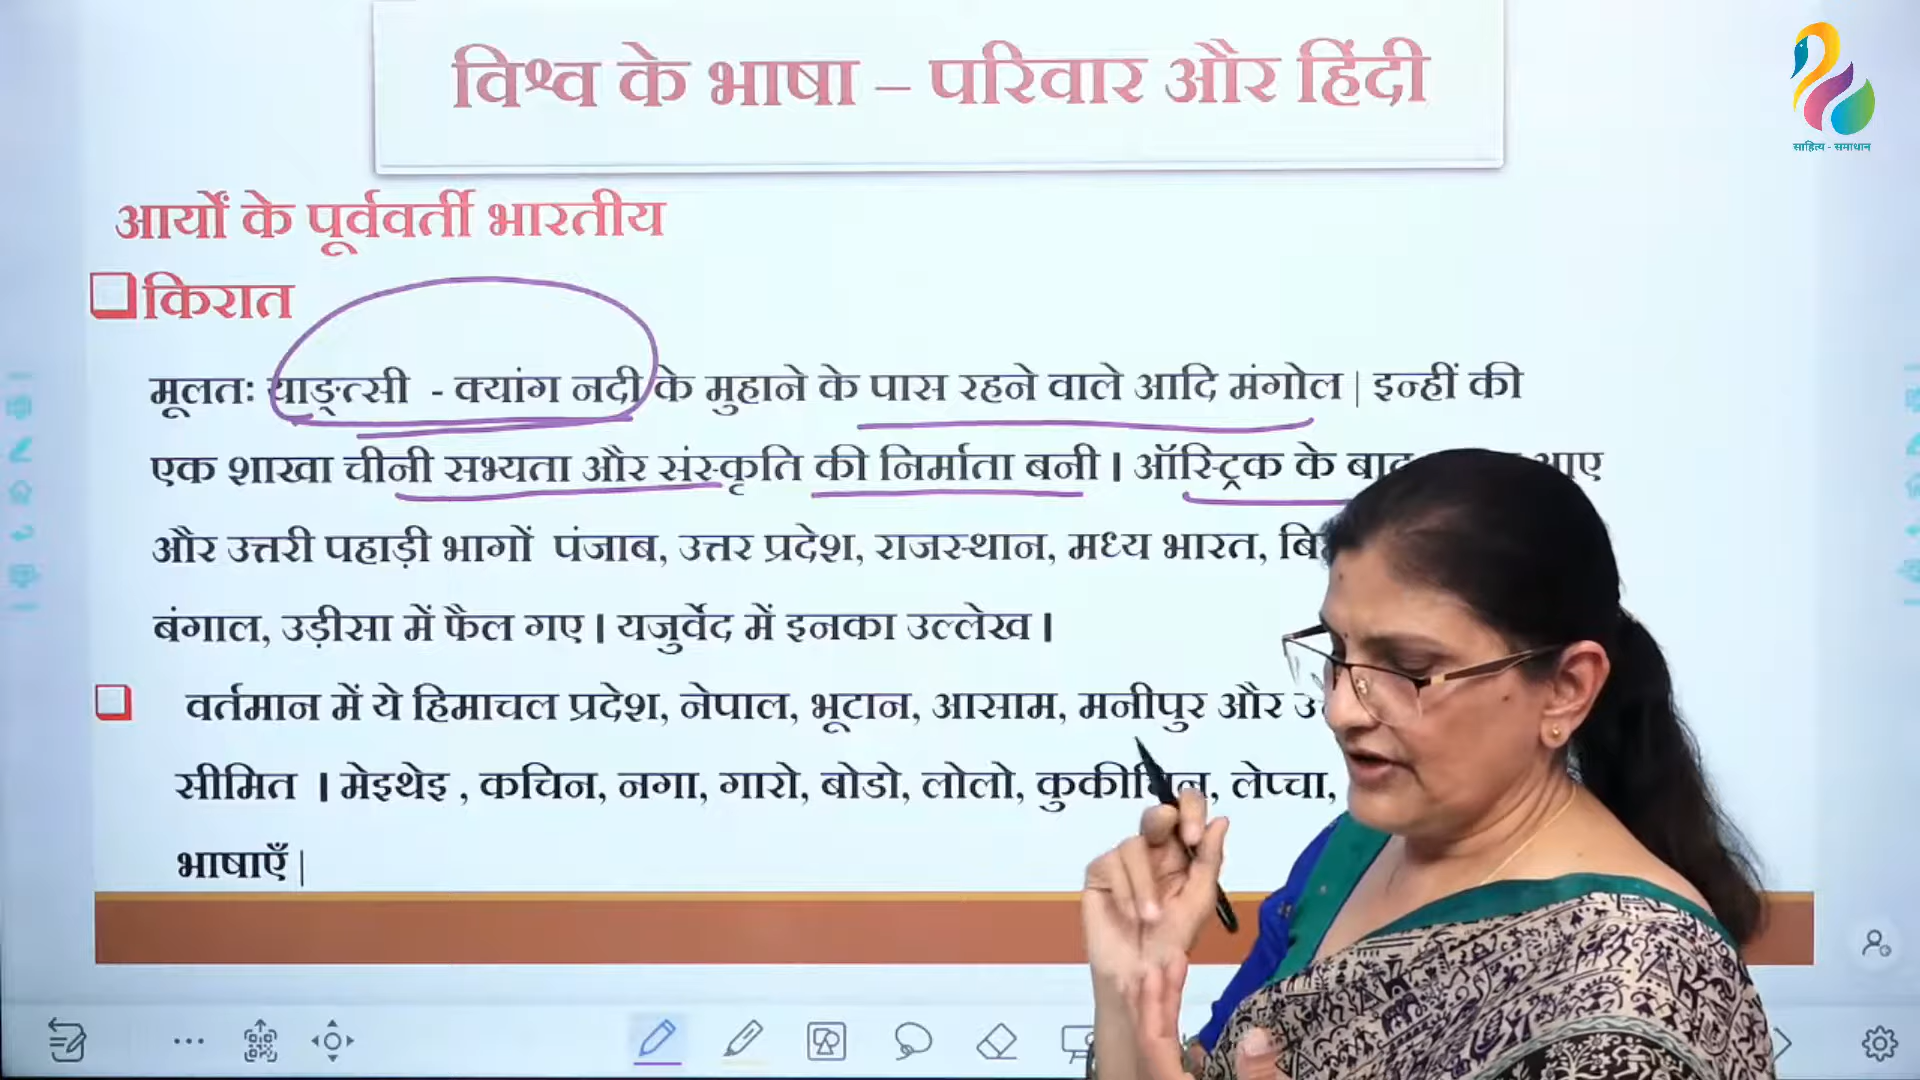 विश्व के भाषा – परिवार और हिंदी
साहित्य - समाधान
आर्यों के पूर्ववर्ती भारतीय
किरात
मूलतः याङ्त्सी - क्यांग नदी के मुहाने के पास रहने वाले आदि मंगोल | इन्हीं की
एक शाखा चीनी सभ्यता और संस्कृति की निर्माता बनी । ऑस्ट्रिक के बाद आए
और उत्तरी पहाड़ी भागों पंजाब, उत्तर प्रदेश, राजस्थान, मध्य भारत,
बंगाल, उड़ीसा में फैल गए । यजुर्वेद में इनका उल्लेख ।
वर्तमान में ये हिमाचल प्रदेश, नेपाल, भूटान, आसाम, मनीपुर और
सीमित । मेइथेइ , कचिन, नगा, गारो, बोडो, लोलो, कुकीचिन, लेप्चा,
भाषाएँ |